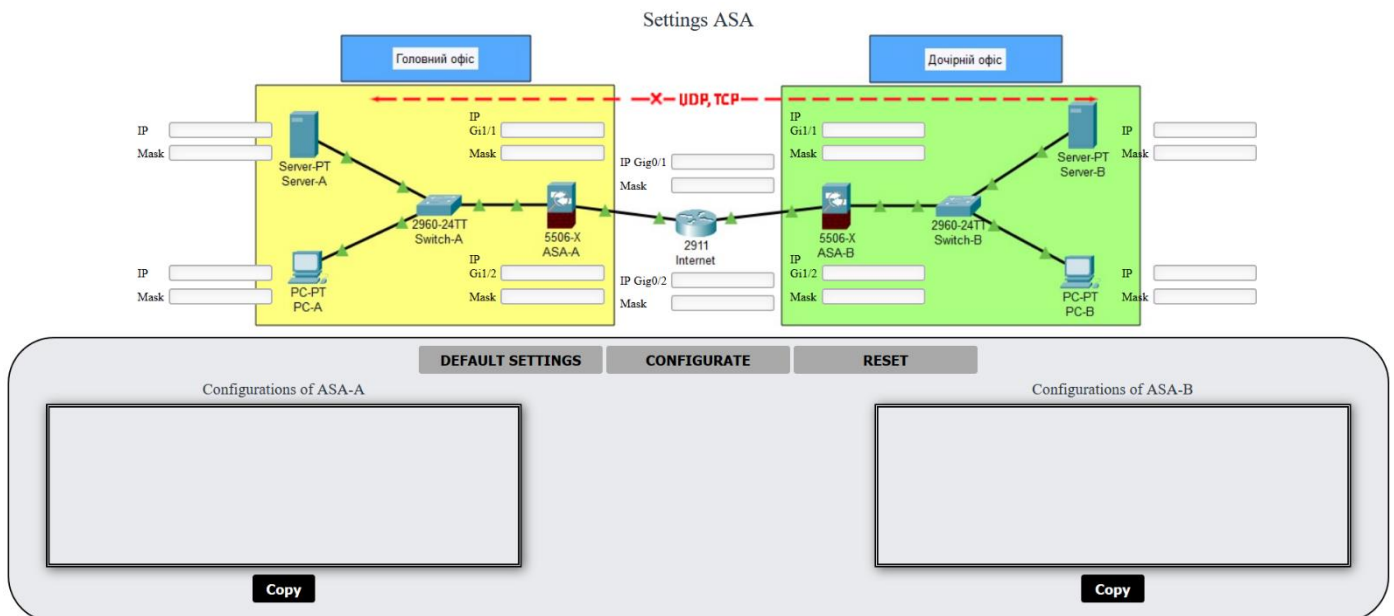 Settings ASA
Головний офіс
Дочірній офіс
UDP, TCP
IP
Mask
Server-PT
Server-A
IP
Gi1/1
Mask
IP Gig0/1
Mask
IP
Gi1/1
Mask
Server-PT
Server-B
IP
Mask
2960-24TT
Switch-A
5506-X
ASA-A
2911
Internet
5506-X
ASA-B
2960-24TT
Switch-B
IP
Mask
PC-PT
PC-A
IP
Gi1/2
Mask
IP Gig0/2
Mask
IP
Gi1/2
Mask
PC-PT
PC-B
IP
Mask
DEFAULT SETTINGS
CONFIGURATE
RESET
Configurations of ASA-A
Configurations of ASA-B
Copy
Copy